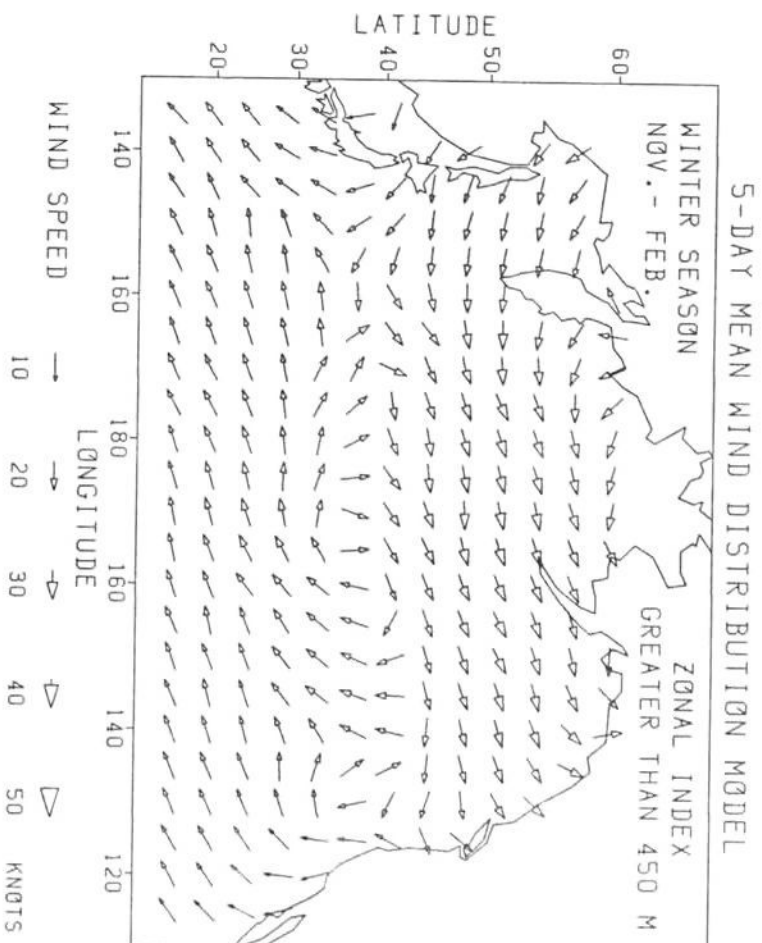 5-DAY MEAN WIND DISTRIBUTION MODEL
WINTER SEASON
NOV.- FEB.
ZONAL INDEX
GREATER THAN 450 M
LATITUDE
60
50
40
30
20
140 160 180 160 140 120
LONGITUDE
WIND SPEED
10 20 30 40 50 KNOTS